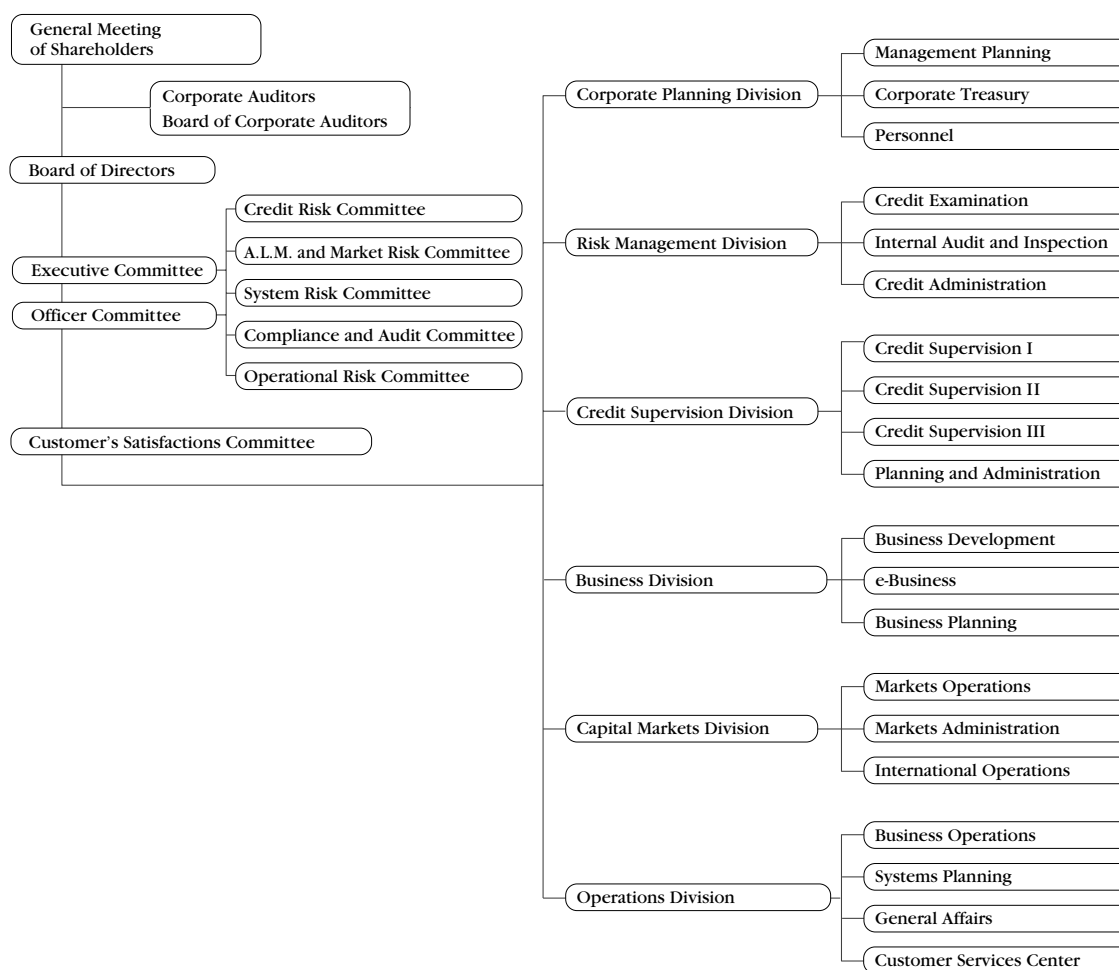 General Meeting
of Shareholders
Corporate Auditors
Board of Corporate Auditors
Board of Directors
Executive Committee
Officer Committee
Credit Risk Committee
A.L.M. and Market Risk Committee
System Risk Committee
Compliance and Audit Committee
Operational Risk Committee
Customer's Satisfactions Committee
Corporate Planning Division
Management Planning
Corporate Treasury
Personnel
Risk Management Division
Credit Examination
Internal Audit and Inspection
Credit Administration
Credit Supervision Division
Credit Supervision I
Credit Supervision II
Credit Supervision III
Planning and Administration
Business Division
Business Development
e-Business
Business Planning
Capital Markets Division
Markets Operations
Markets Administration
International Operations
Operations Division
Business Operations
Systems Planning
General Affairs
Customer Services Center